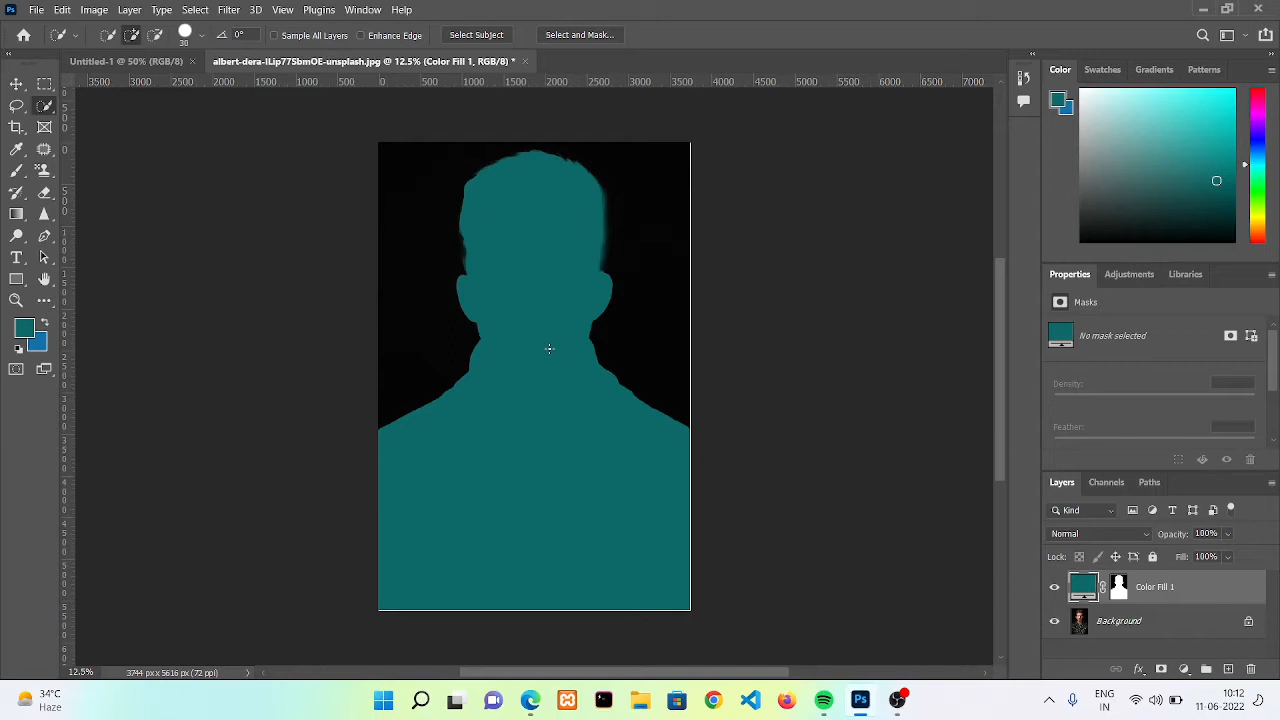 Ps File Edit Image Layer Type Select Filter 3D View Plugins Window Help
30 0° Sample All Layers Enhance Edge Select Subject Select and Mask...
Untitled-1 @ 50% (RGB/8) × albert-dera-ILip77SbmOE-unsplash.jpg @ 12.5% (Color Fill 1, RGB/8) * ×
3500 3000 2500 2000 1500 1000 500 0 500 1000 1500 2000 2500 3000 3500 4000 4500 5000 5500 6000 6500 7000
Color Swatches Gradients Patterns
Properties Adjustments Libraries
Masks
No mask selected
Density:
Feather:
Layers Channels Paths
Kind
Normal Opacity: 100%
Lock: Fill: 100%
Color Fill 1
Background
12.5% 3744 px x 5616 px (72 ppi)
34°C
Haze
Ps
ENG
IN
10:12
11-06-2022